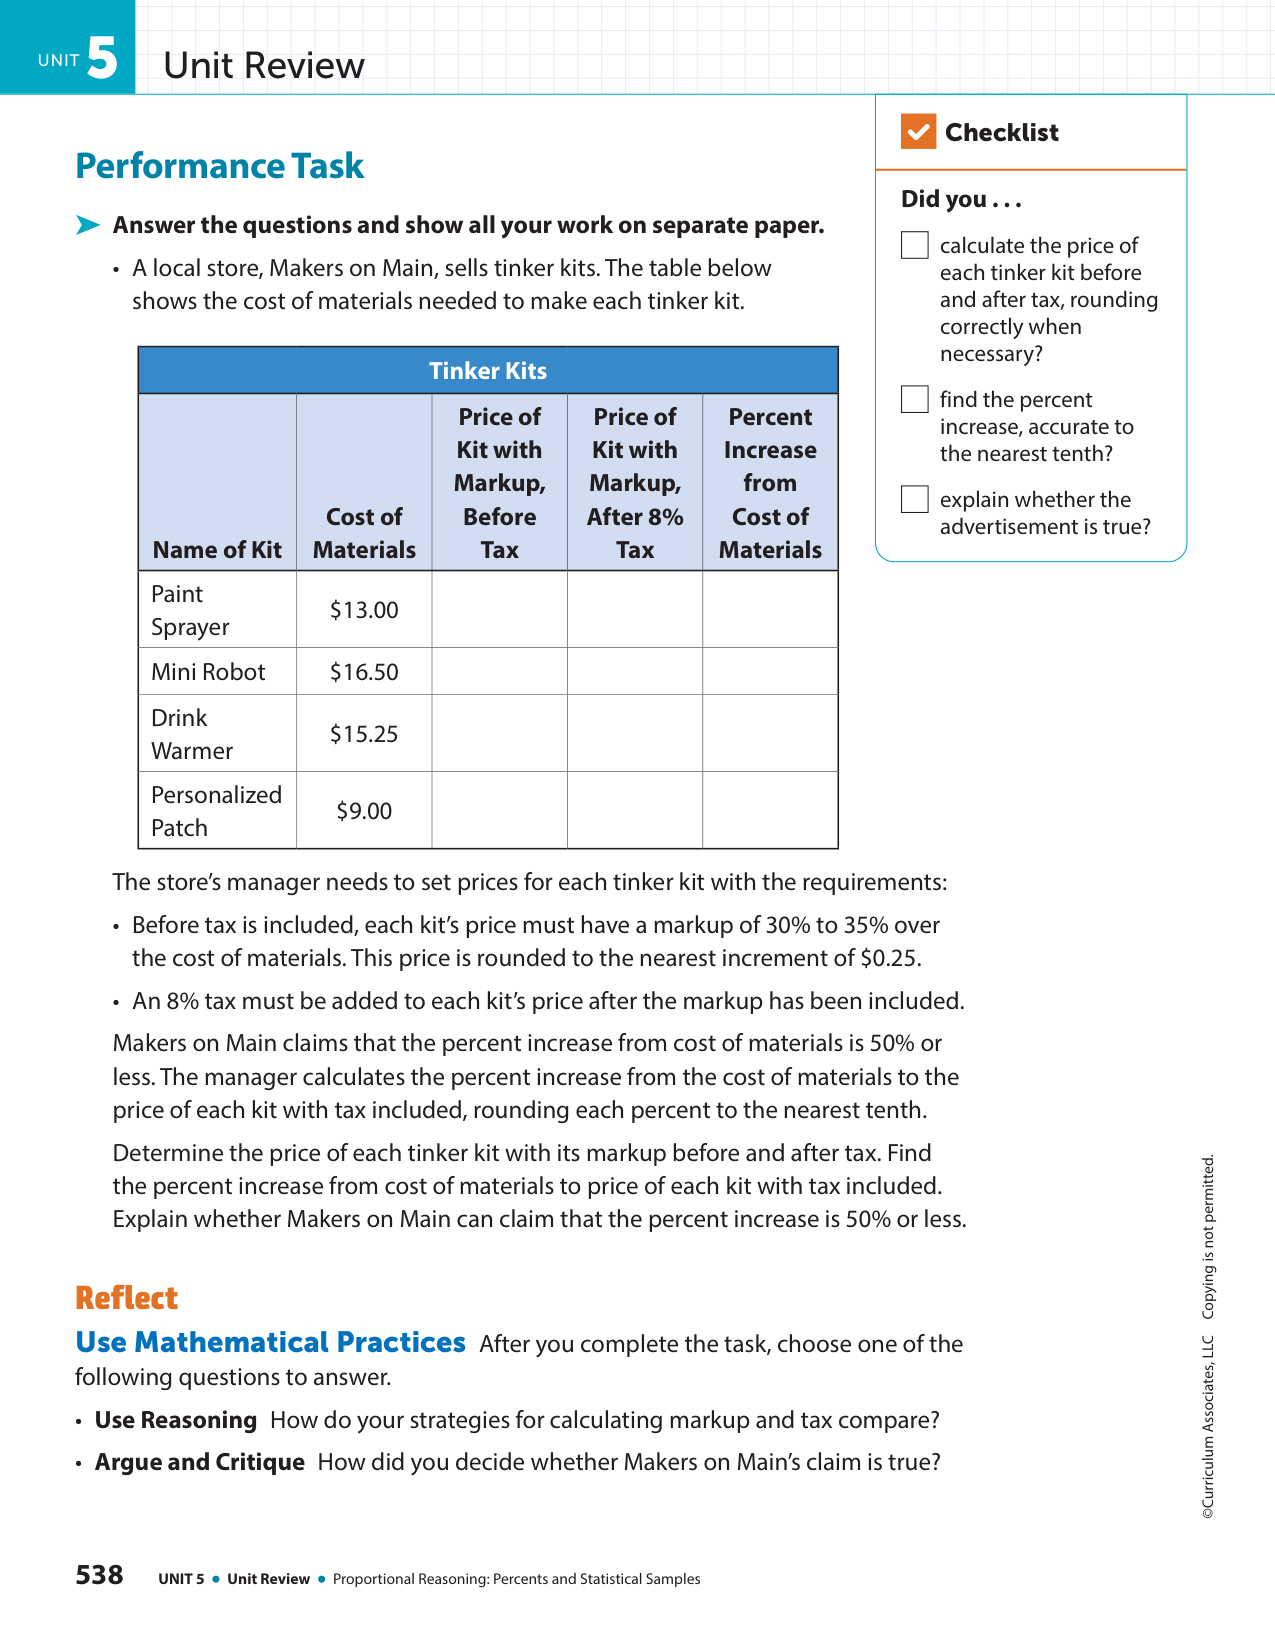 UNIT 5 Unit Review
Performance Task
Answer the questions and show all your work on separate paper.
• A local store, Makers on Main, sells tinker kits. The table below
shows the cost of materials needed to make each tinker kit.
Tinker Kits
Name of Kit
Cost of
Materials
Price of
Kit with
Markup,
Before
Tax
Price of
Kit with
Markup,
After 8%
Tax
Percent
Increase
from
Cost of
Materials
Paint
Sprayer
$13.00
Mini Robot
$16.50
Drink
Warmer
$15.25
Personalized
Patch
$9.00
The store’s manager needs to set prices for each tinker kit with the requirements:
• Before tax is included, each kit’s price must have a markup of 30% to 35% over
the cost of materials. This price is rounded to the nearest increment of $0.25.
• An 8% tax must be added to each kit’s price after the markup has been included.
Makers on Main claims that the percent increase from cost of materials is 50% or
less. The manager calculates the percent increase from the cost of materials to the
price of each kit with tax included, rounding each percent to the nearest tenth.
Determine the price of each tinker kit with its markup before and after tax. Find
the percent increase from cost of materials to price of each kit with tax included.
Explain whether Makers on Main can claim that the percent increase is 50% or less.
Checklist
Did you . . .
calculate the price of
each tinker kit before
and after tax, rounding
correctly when
necessary?
find the percent
increase, accurate to
the nearest tenth?
explain whether the
advertisement is true?
Reflect
Use Mathematical Practices After you complete the task, choose one of the
following questions to answer.
• Use Reasoning How do your strategies for calculating markup and tax compare?
• Argue and Critique How did you decide whether Makers on Main’s claim is true?
©Curriculum Associates, LLC Copying is not permitted.
538 UNIT 5 • Unit Review • Proportional Reasoning: Percents and Statistical Samples